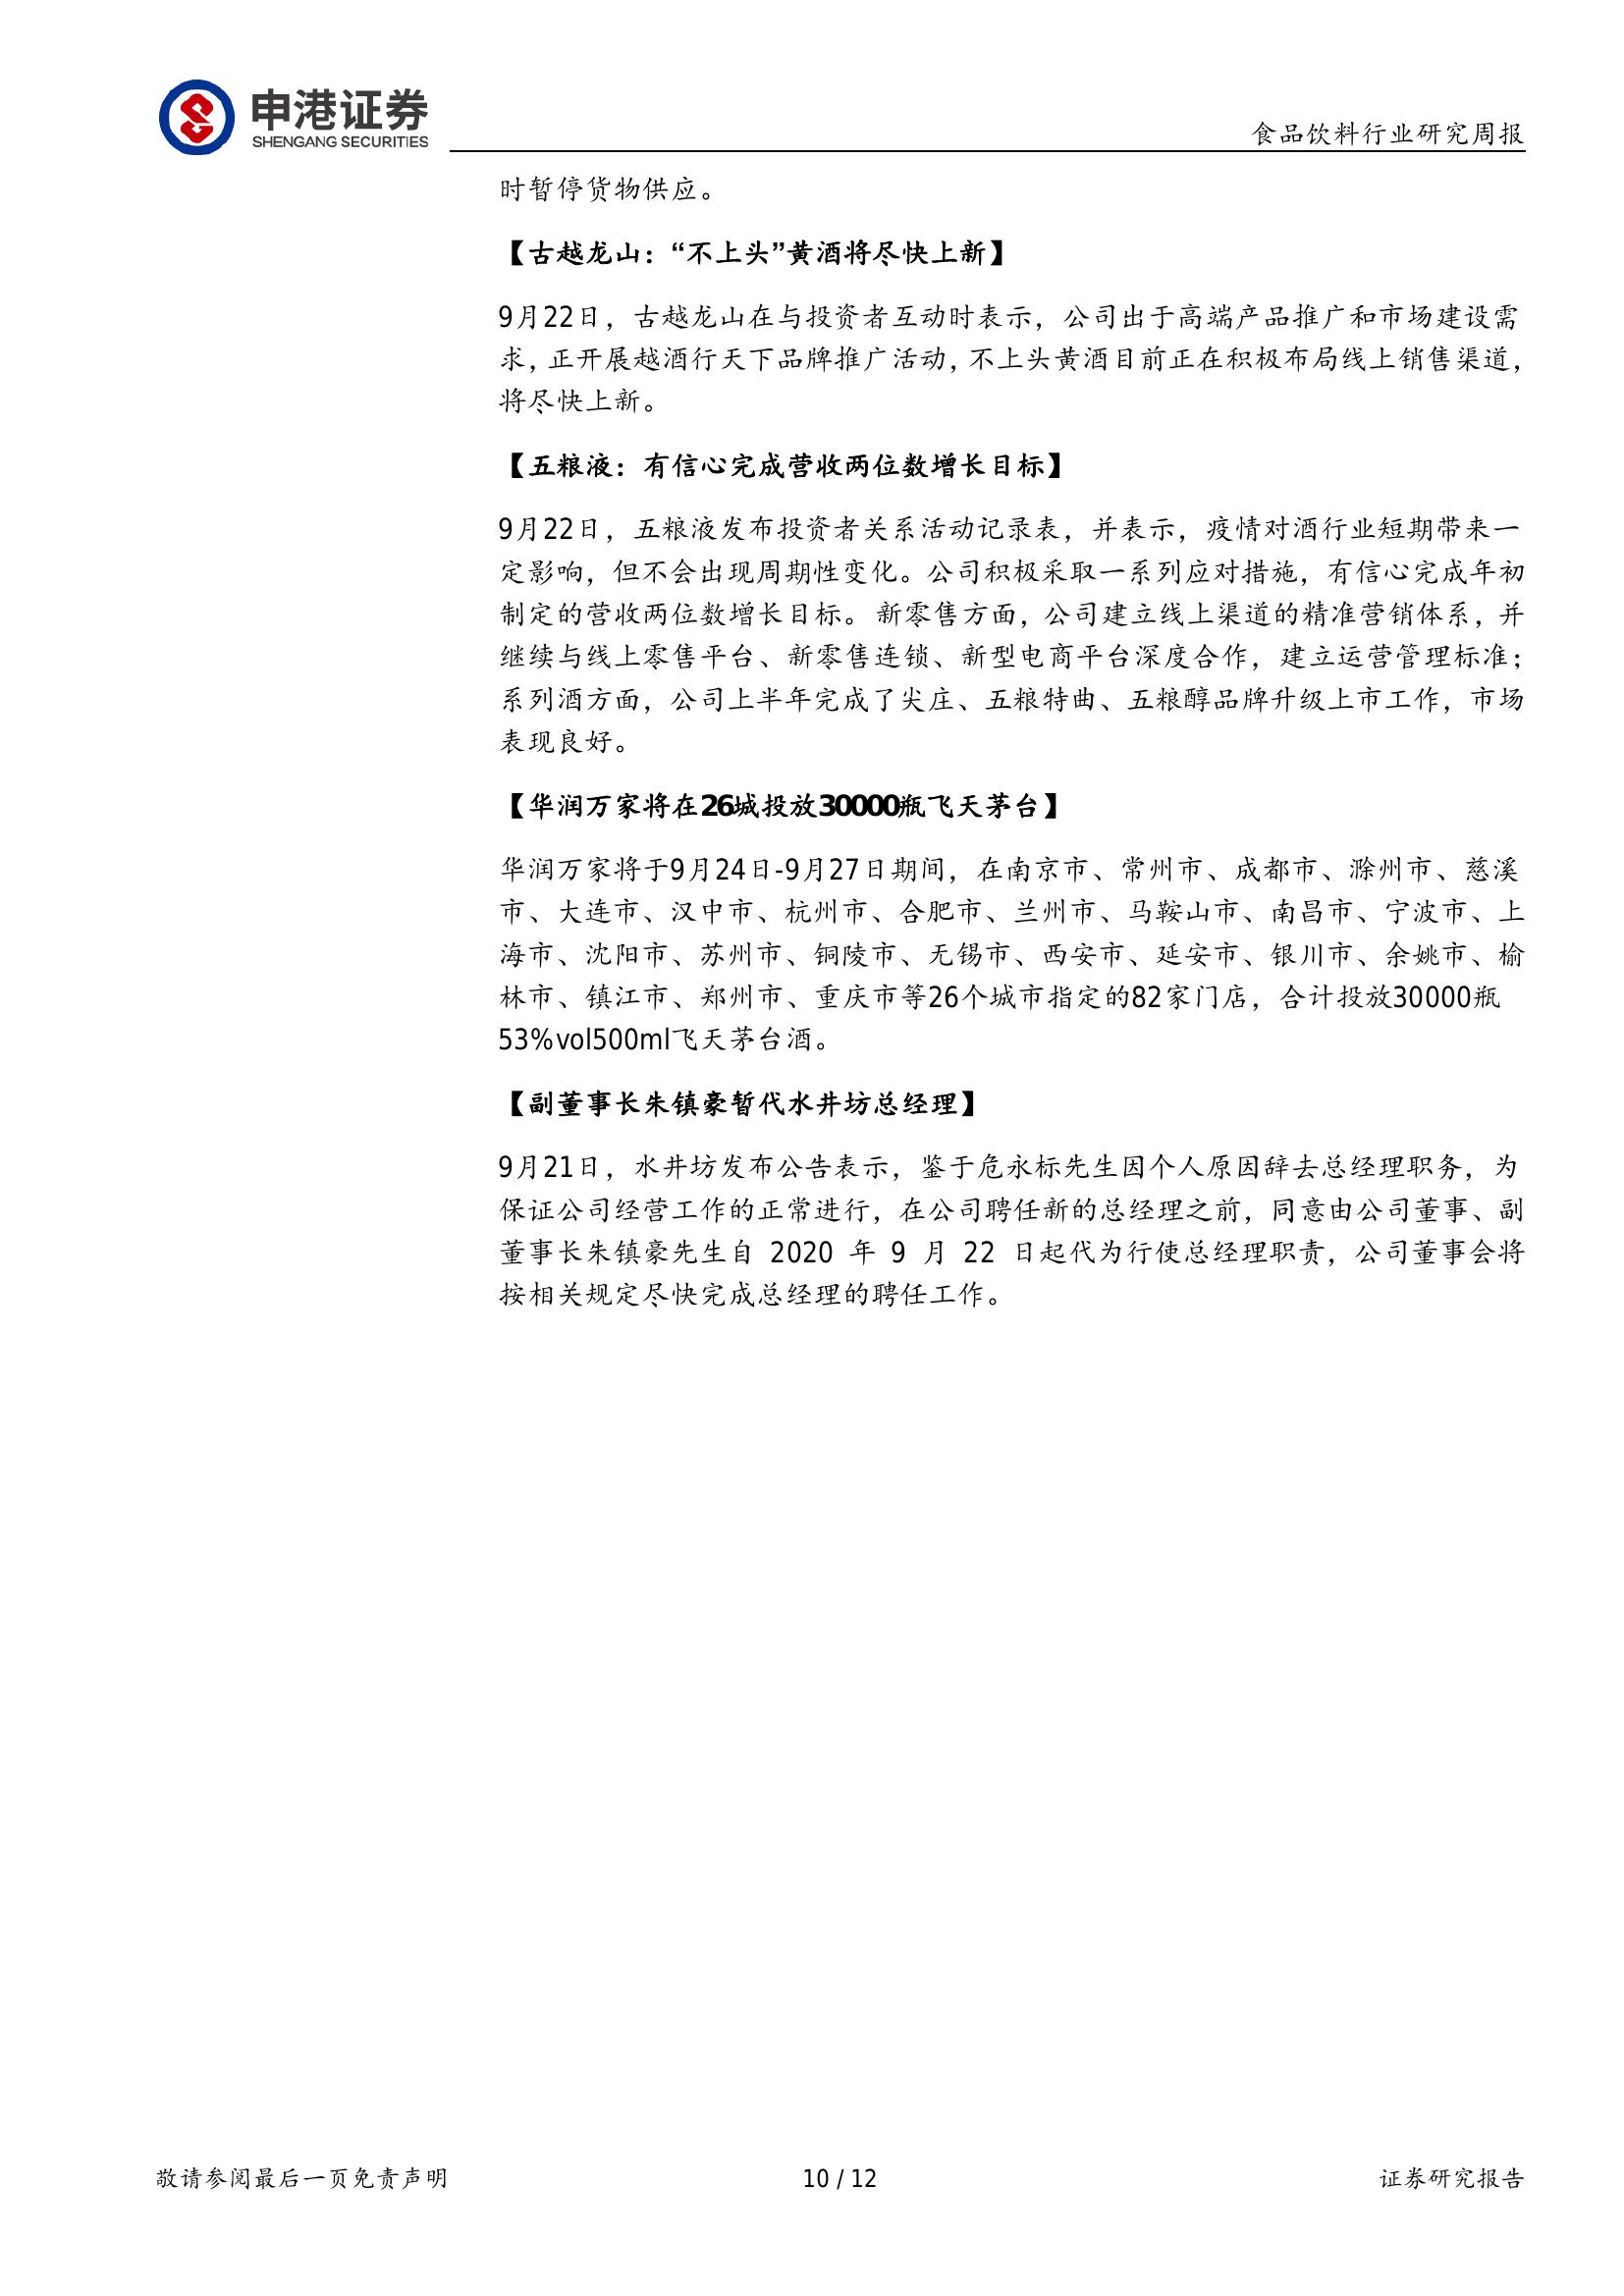 申港证券
SHENGANG SECURITIES
食品饮料行业研究周报
时暂停货物供应。
【古越龙山：“不上头”黄酒将尽快上新】
9月22日，古越龙山在与投资者互动时表示，公司出于高端产品推广和市场建设需
求，正开展越酒行天下品牌推广活动，不上头黄酒目前正在积极布局线上销售渠道，
将尽快上新。
【五粮液：有信心完成营收两位数增长目标】
9月22日，五粮液发布投资者关系活动记录表，并表示，疫情对酒行业短期带来一
定影响，但不会出现周期性变化。公司积极采取一系列应对措施，有信心完成年初
制定的营收两位数增长目标。新零售方面，公司建立线上渠道的精准营销体系，并
继续与线上零售平台、新零售连锁、新型电商平台深度合作，建立运营管理标准；
系列酒方面，公司上半年完成了尖庄、五粮特曲、五粮醇品牌升级上市工作，市场
表现良好。
【华润万家将在26城投放30000瓶飞天茅台】
华润万家将于9月24日-9月27日期间，在南京市、常州市、成都市、滁州市、慈溪
市、大连市、汉中市、杭州市、合肥市、兰州市、马鞍山市、南昌市、宁波市、上
海市、沈阳市、苏州市、铜陵市、无锡市、西安市、延安市、银川市、余姚市、榆
林市、镇江市、郑州市、重庆市等26个城市指定的82家门店，合计投放30000瓶
53%vol500ml飞天茅台酒。
【副董事长朱镇豪暂代水井坊总经理】
9月21日，水井坊发布公告表示，鉴于危永标先生因个人原因辞去总经理职务，为
保证公司经营工作的正常进行，在公司聘任新的总经理之前，同意由公司董事、副
董事长朱镇豪先生自 2020 年 9 月 22 日起代为行使总经理职责，公司董事会将
按相关规定尽快完成总经理的聘任工作。
敬请参阅最后一页免责声明
10 / 12
证券研究报告